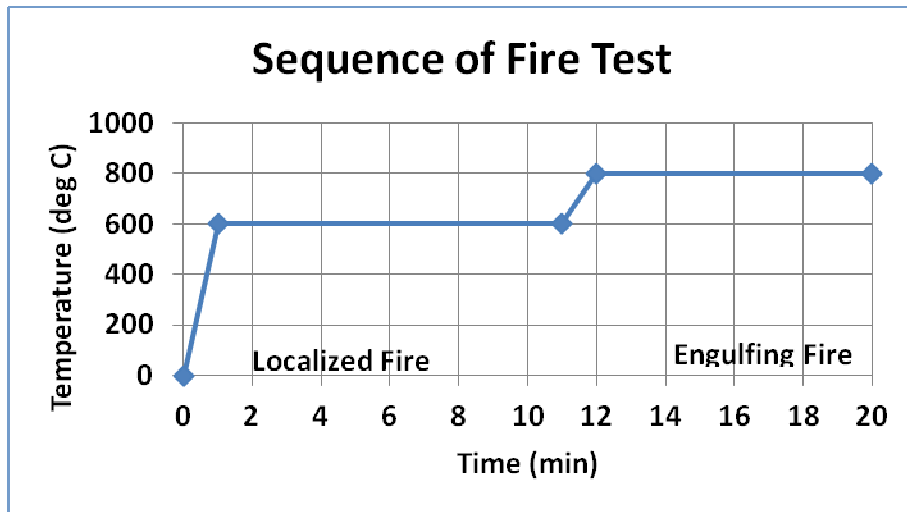 Sequence of Fire Test
Temperature (deg C)
1000
800
600
400
200
0
Localized Fire
Engulfing Fire
0 2 4 6 8 10 12 14 16 18 20
Time (min)